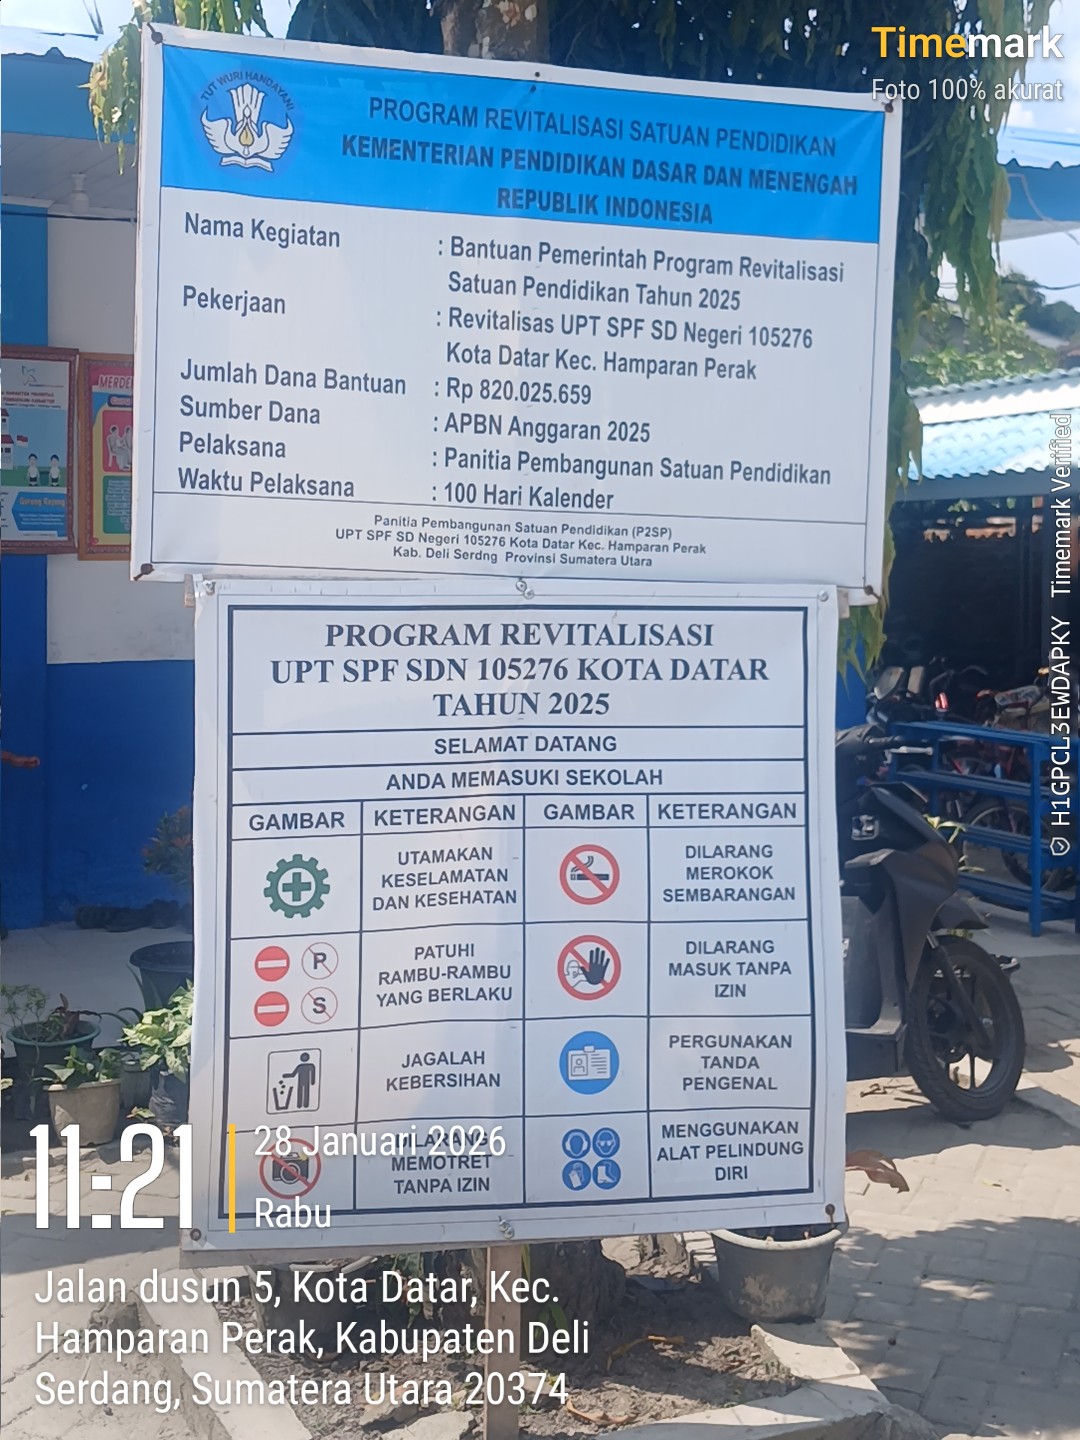 Timemark
Foto 100% akurat
TUT WURI HANDAYANI
PROGRAM REVITALISASI SATUAN PENDIDIKAN
KEMENTERIAN PENDIDIKAN DASAR DAN MENENGAH
REPUBLIK INDONESIA
Nama Kegiatan : Bantuan Pemerintah Program Revitalisasi
Satuan Pendidikan Tahun 2025
Pekerjaan : Revitalisas UPT SPF SD Negeri 105276
Kota Datar Kec. Hamparan Perak
Jumlah Dana Bantuan : Rp 820.025.659
Sumber Dana : APBN Anggaran 2025
Pelaksana : Panitia Pembangunan Satuan Pendidikan
Waktu Pelaksana : 100 Hari Kalender
Panitia Pembangunan Satuan Pendidikan (P2SP)
UPT SPF SD Negeri 105276 Kota Datar Kec. Hamparan Perak
Kab. Deli Serdng Provinsi Sumatera Utara
PROGRAM REVITALISASI
UPT SPF SDN 105276 KOTA DATAR
TAHUN 2025
SELAMAT DATANG
ANDA MEMASUKI SEKOLAH
GAMBAR KETERANGAN GAMBAR KETERANGAN
UTAMAKAN
KESELAMATAN
DAN KESEHATAN
DILARANG
MEROKOK
SEMBARANGAN
P
S
PATUHI
RAMBU-RAMBU
YANG BERLAKU
DILARANG
MASUK TANPA
IZIN
JAGALAH
KEBERSIHAN
PERGUNAKAN
TANDA
PENGENAL
DILARANG
MEMOTRET
TANPA IZIN
MENGGUNAKAN
ALAT PELINDUNG
DIRI
11:21
28 Januari 2026
Rabu
Jalan dusun 5, Kota Datar, Kec.
Hamparan Perak, Kabupaten Deli
Serdang, Sumatera Utara 20374
H1GPCL3EWDAPKY Timemark Verified